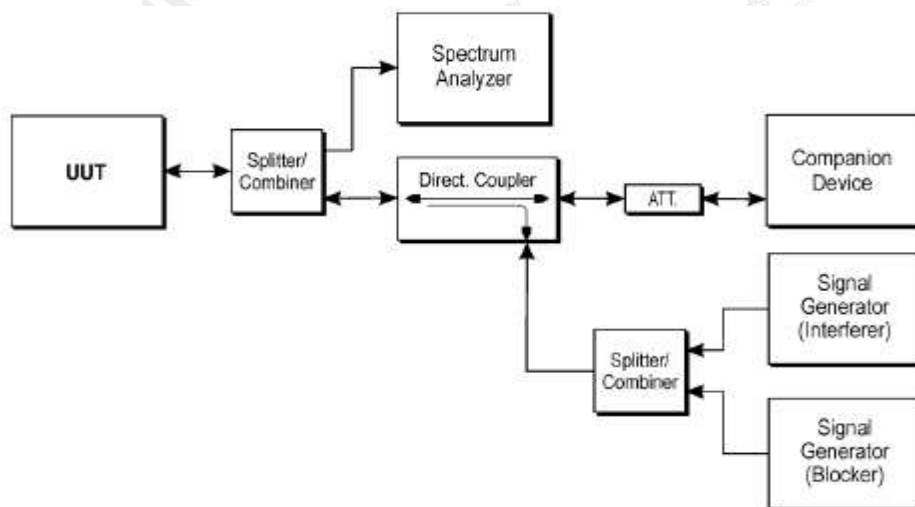 Spectrum
Analyzer
UUT
Splitter/
Combiner
Direct. Coupler
ATT.
Companion
Device
Signal
Generator
(Interferer)
Splitter/
Combiner
Signal
Generator
(Blocker)